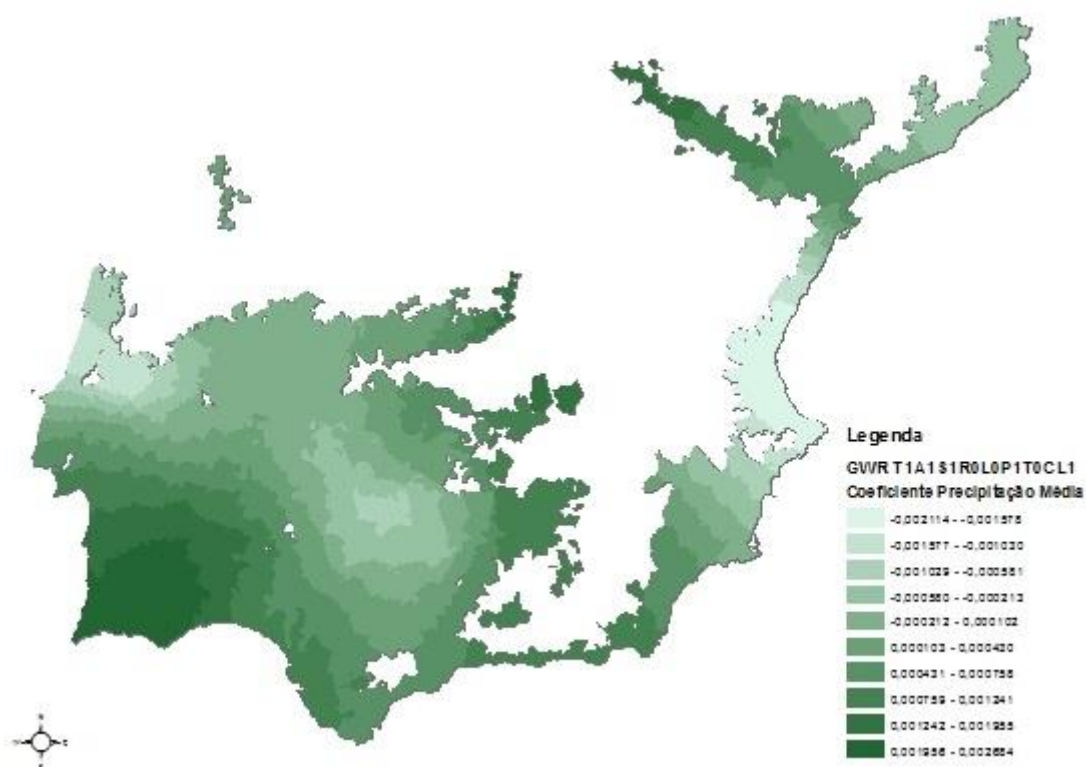 Legenda
GWR T1A1S1R0L0P1T0CL1
Coeficiente Precipitação Média
-0,002114 - -0,001578
-0,001577 - -0,001030
-0,001029 - -0,000581
-0,000580 - -0,000213
-0,000212 - 0,000102
0,000103 - 0,000430
0,000431 - 0,000758
0,000759 - 0,001241
0,001242 - 0,001955
0,001956 - 0,002684